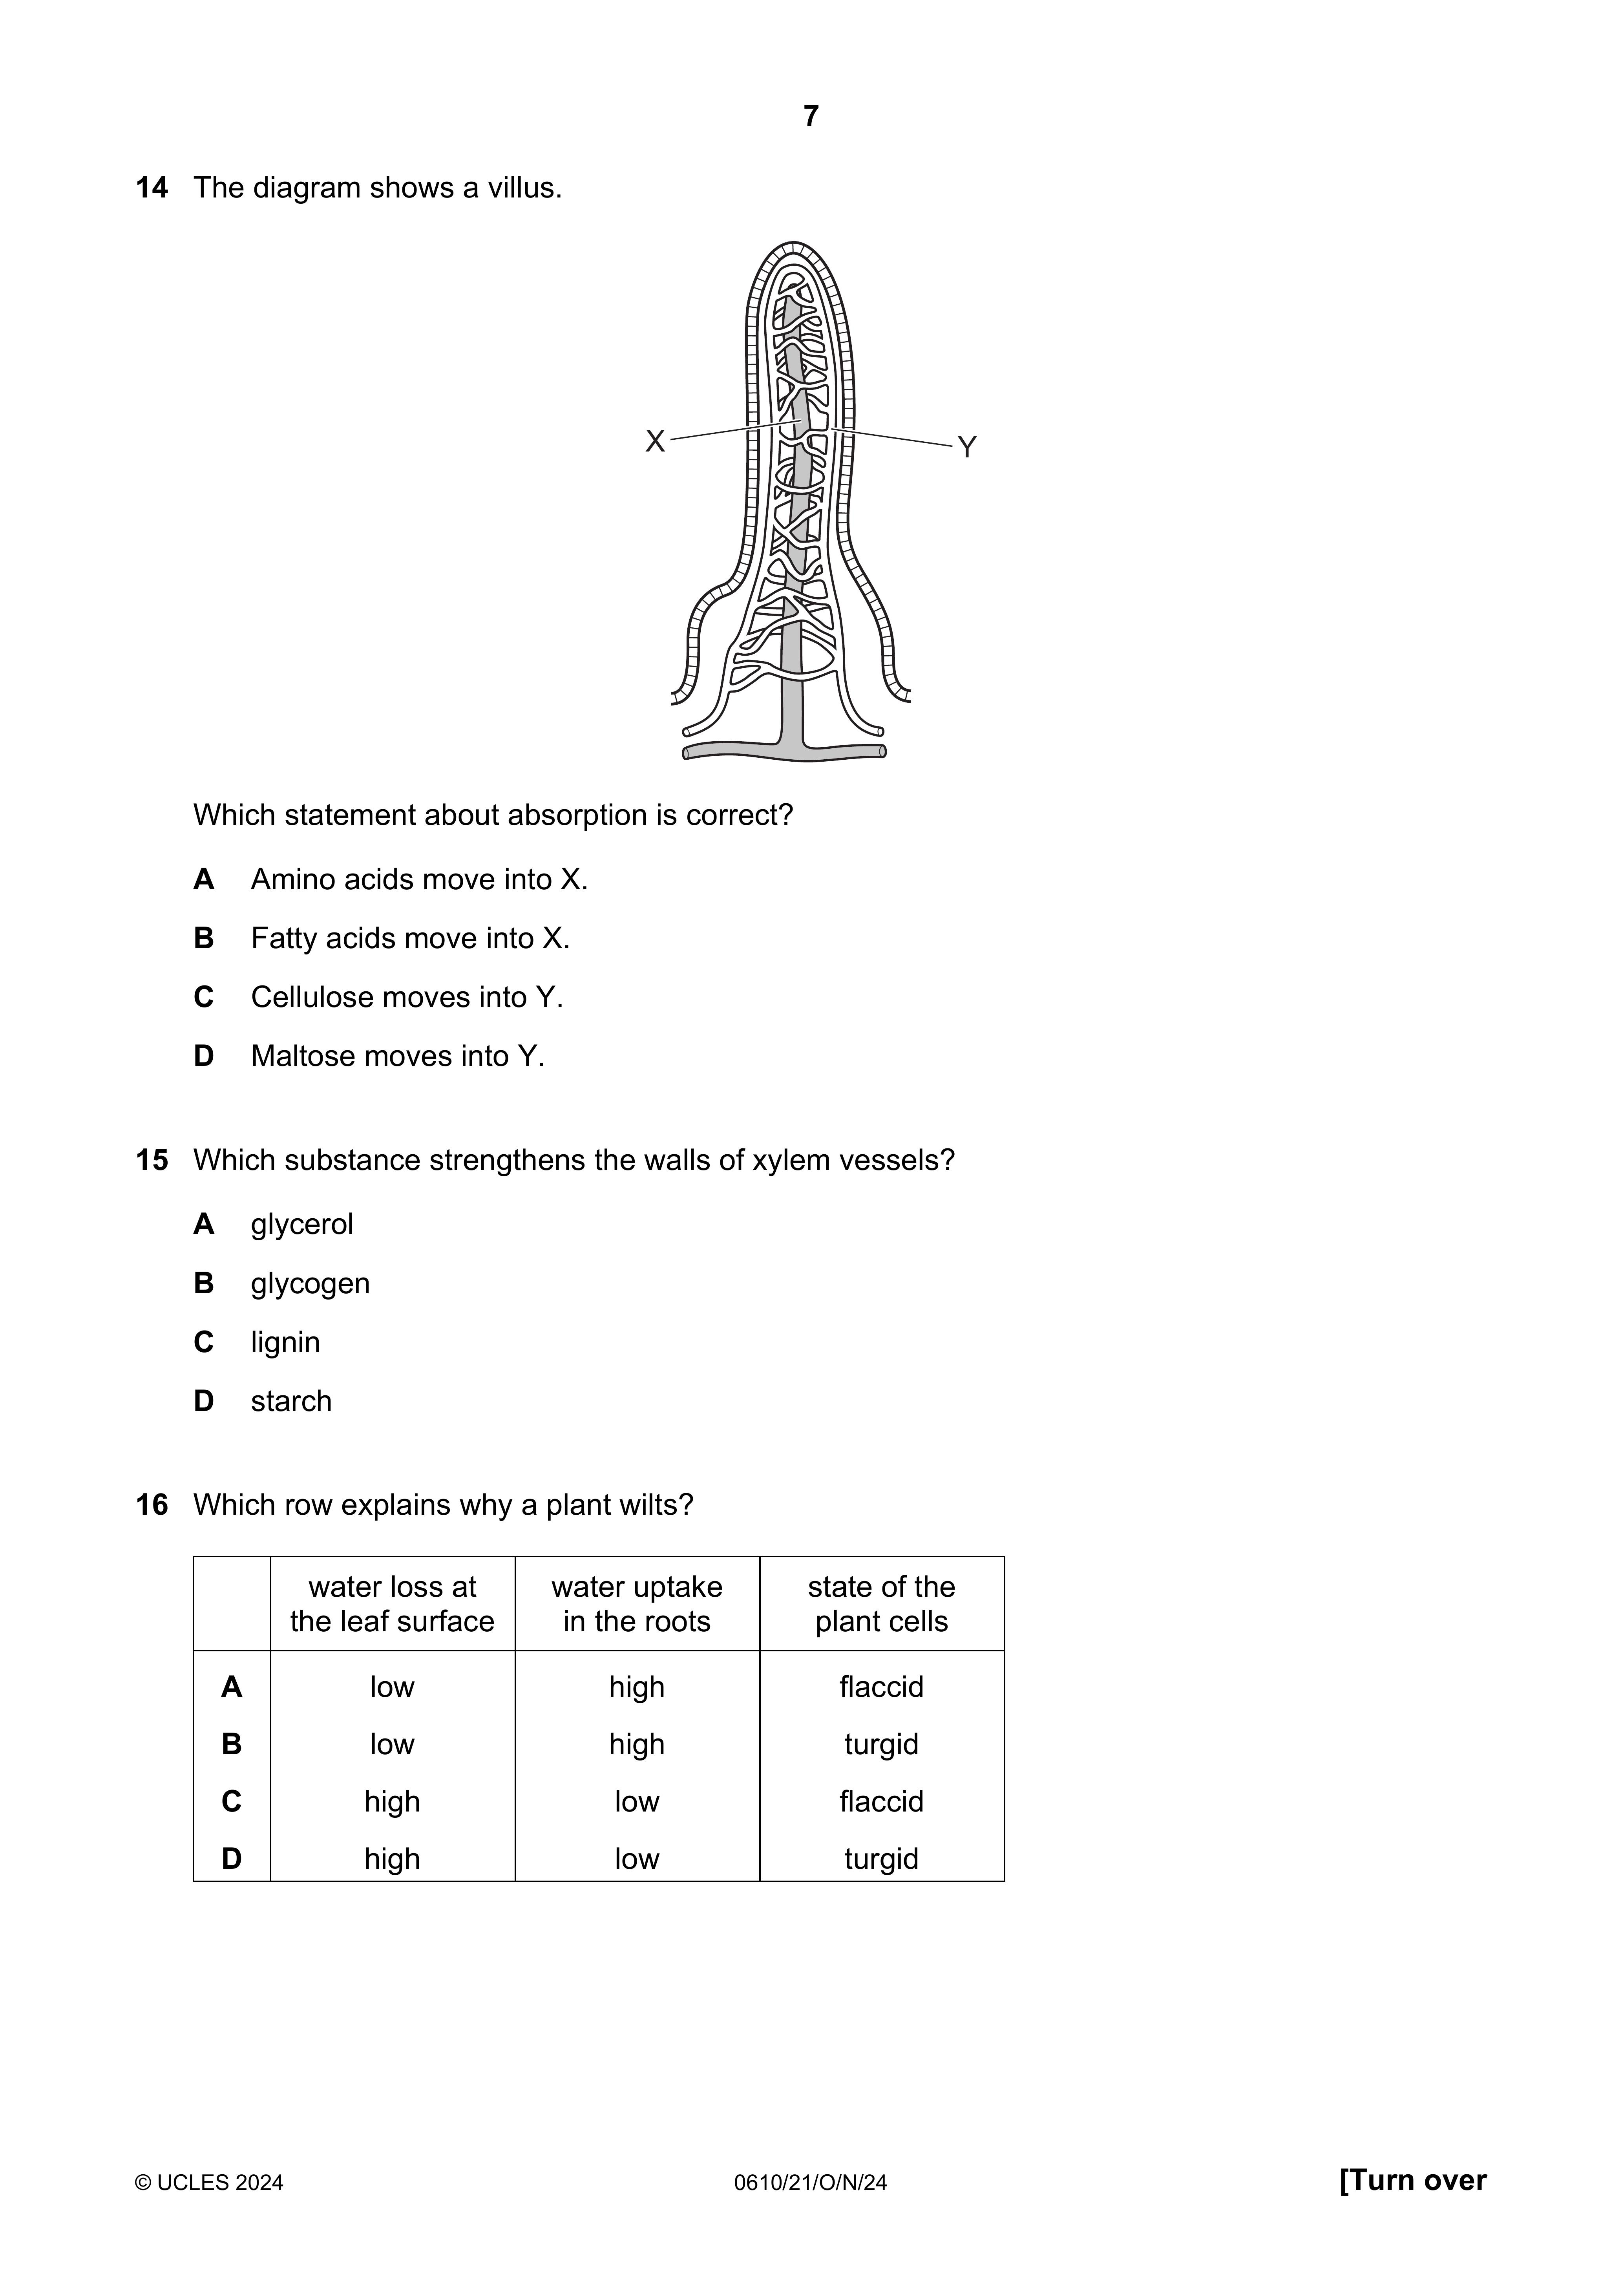 7
14 The diagram shows a villus.
X
Y
Which statement about absorption is correct?
A Amino acids move into X.
B Fatty acids move into X.
C Cellulose moves into Y.
D Maltose moves into Y.
15 Which substance strengthens the walls of xylem vessels?
A glycerol
B glycogen
C lignin
D starch
16 Which row explains why a plant wilts?
water loss at the leaf surface water uptake in the roots state of the plant cells
A low high flaccid
B low high turgid
C high low flaccid
D high low turgid
© UCLES 2024 0610/21/O/N/24 [Turn over